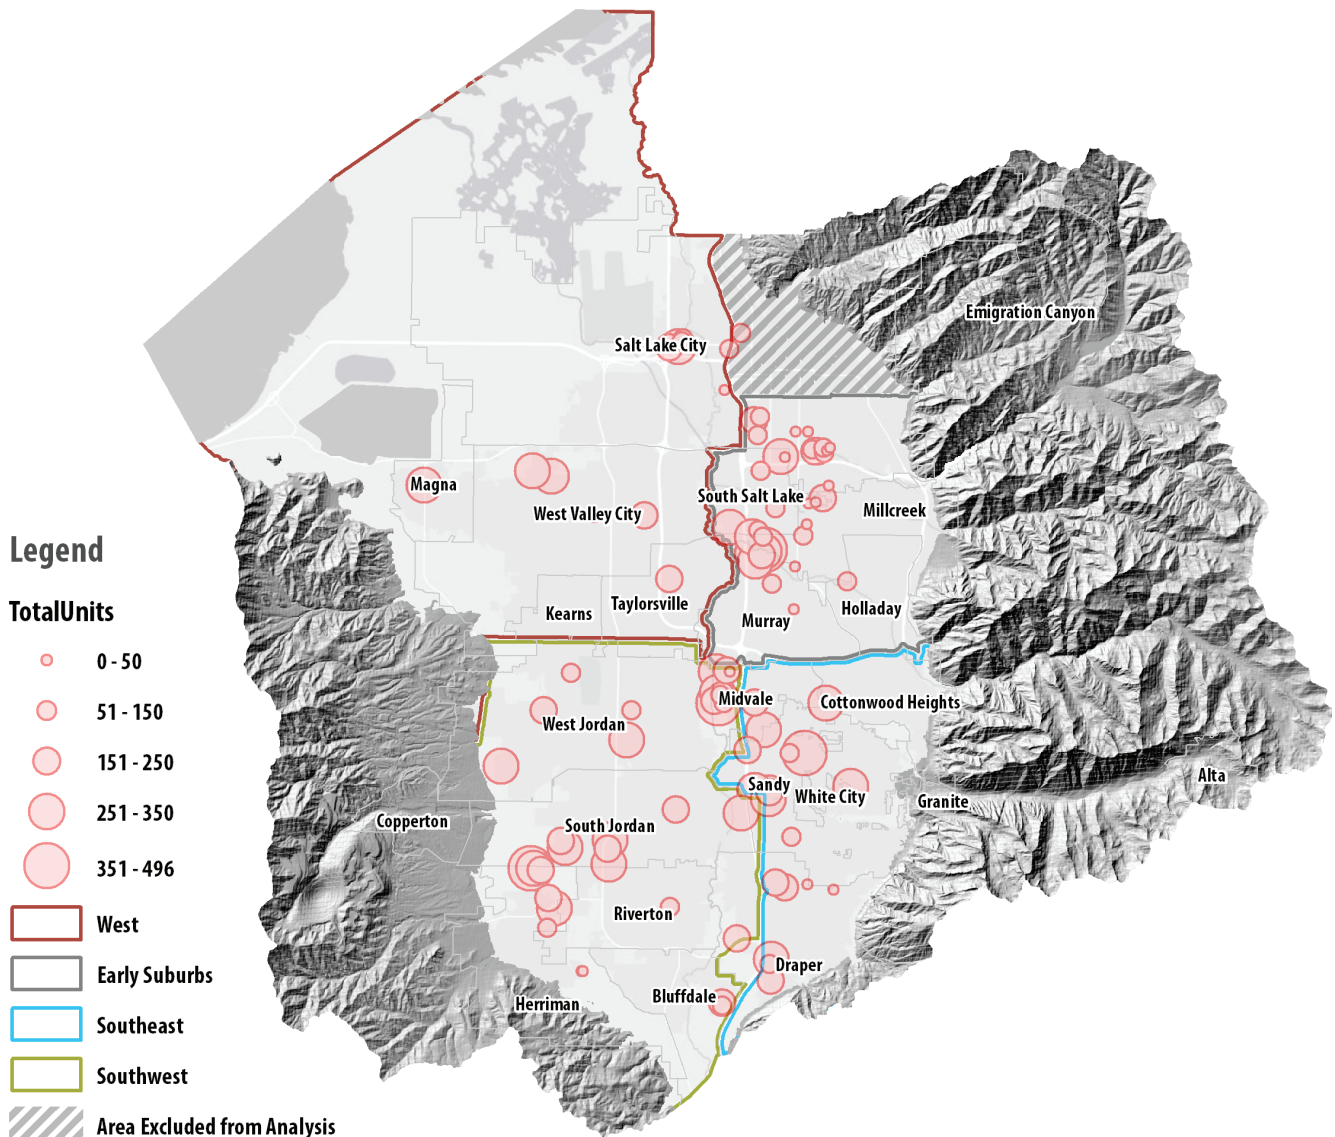 Emigration Canyon
Salt Lake City
Magna
South Salt Lake
West Valley City
Millcreek
Legend
TotalUnits
Kearns
Taylorsville
Holladay
Murray
0 - 50
51 - 150
151 - 250
251 - 350
351 - 496
Midvale
Cottonwood Heights
West Jordan
Sandy
White City
Alta
Granite
Copperton
South Jordan
Riverton
Draper
Bluffdale
Herriman
West
Early Suburbs
Southeast
Southwest
Area Excluded from Analysis